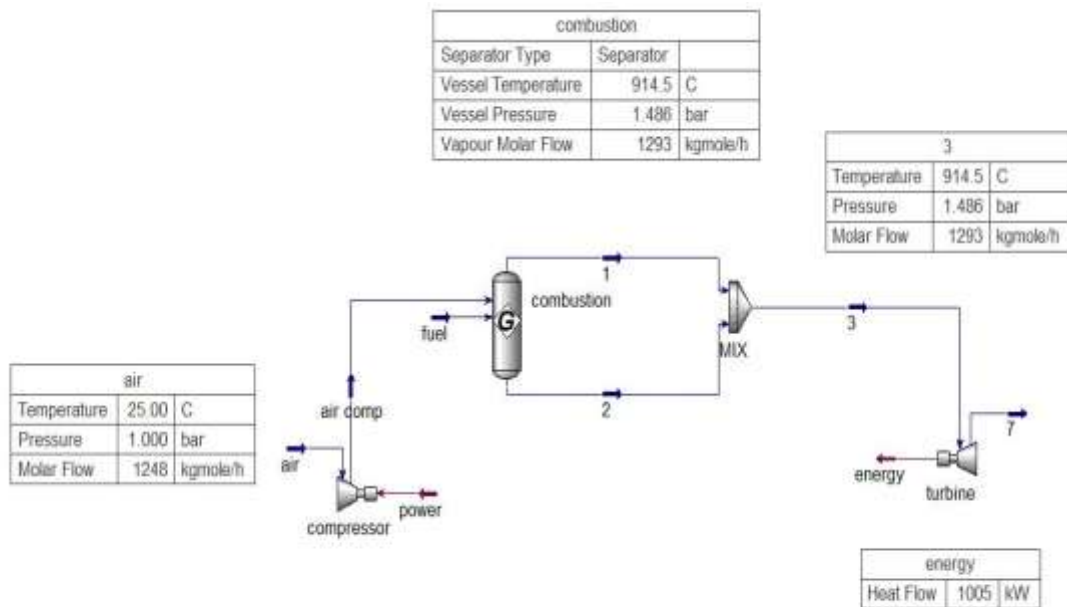 combustion
Separator Type Separator
Vessel Temperature 914.5 C
Vessel Pressure 1.486 bar
Vapour Molar Flow 1293 kgmole/h
3
Temperature 914.5 C
Pressure 1.486 bar
Molar Flow 1293 kgmole/h
1
combustion
G
fuel
MIX
3
2
air
Temperature 25.00 C
Pressure 1.000 bar
Molar Flow 1248 kgmole/h
air comp
air
compressor
power
7
energy
turbine
energy
Heat Flow 1005 kW